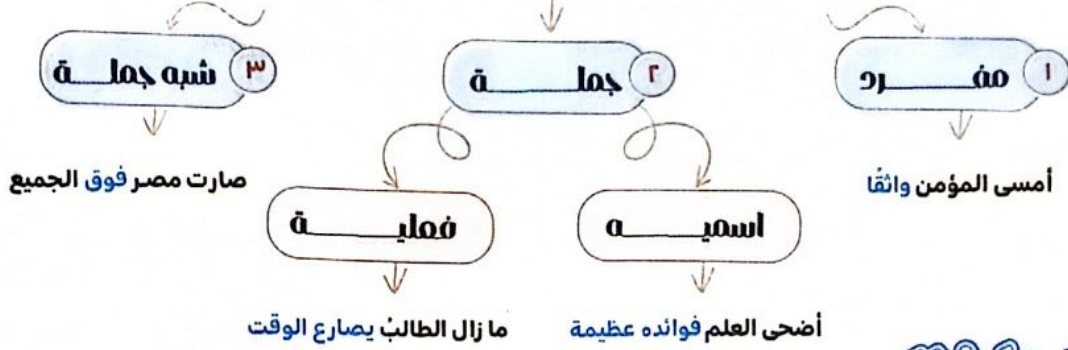 ١ مفرد
٢ جملة
٣ شبه جملة
أمسى المؤمن واثقًا
صارت مصر فوق الجميع
اسميه
فعلية
أضحى العلم فوائده عظيمة
ما زال الطالبُ يصارع الوقت